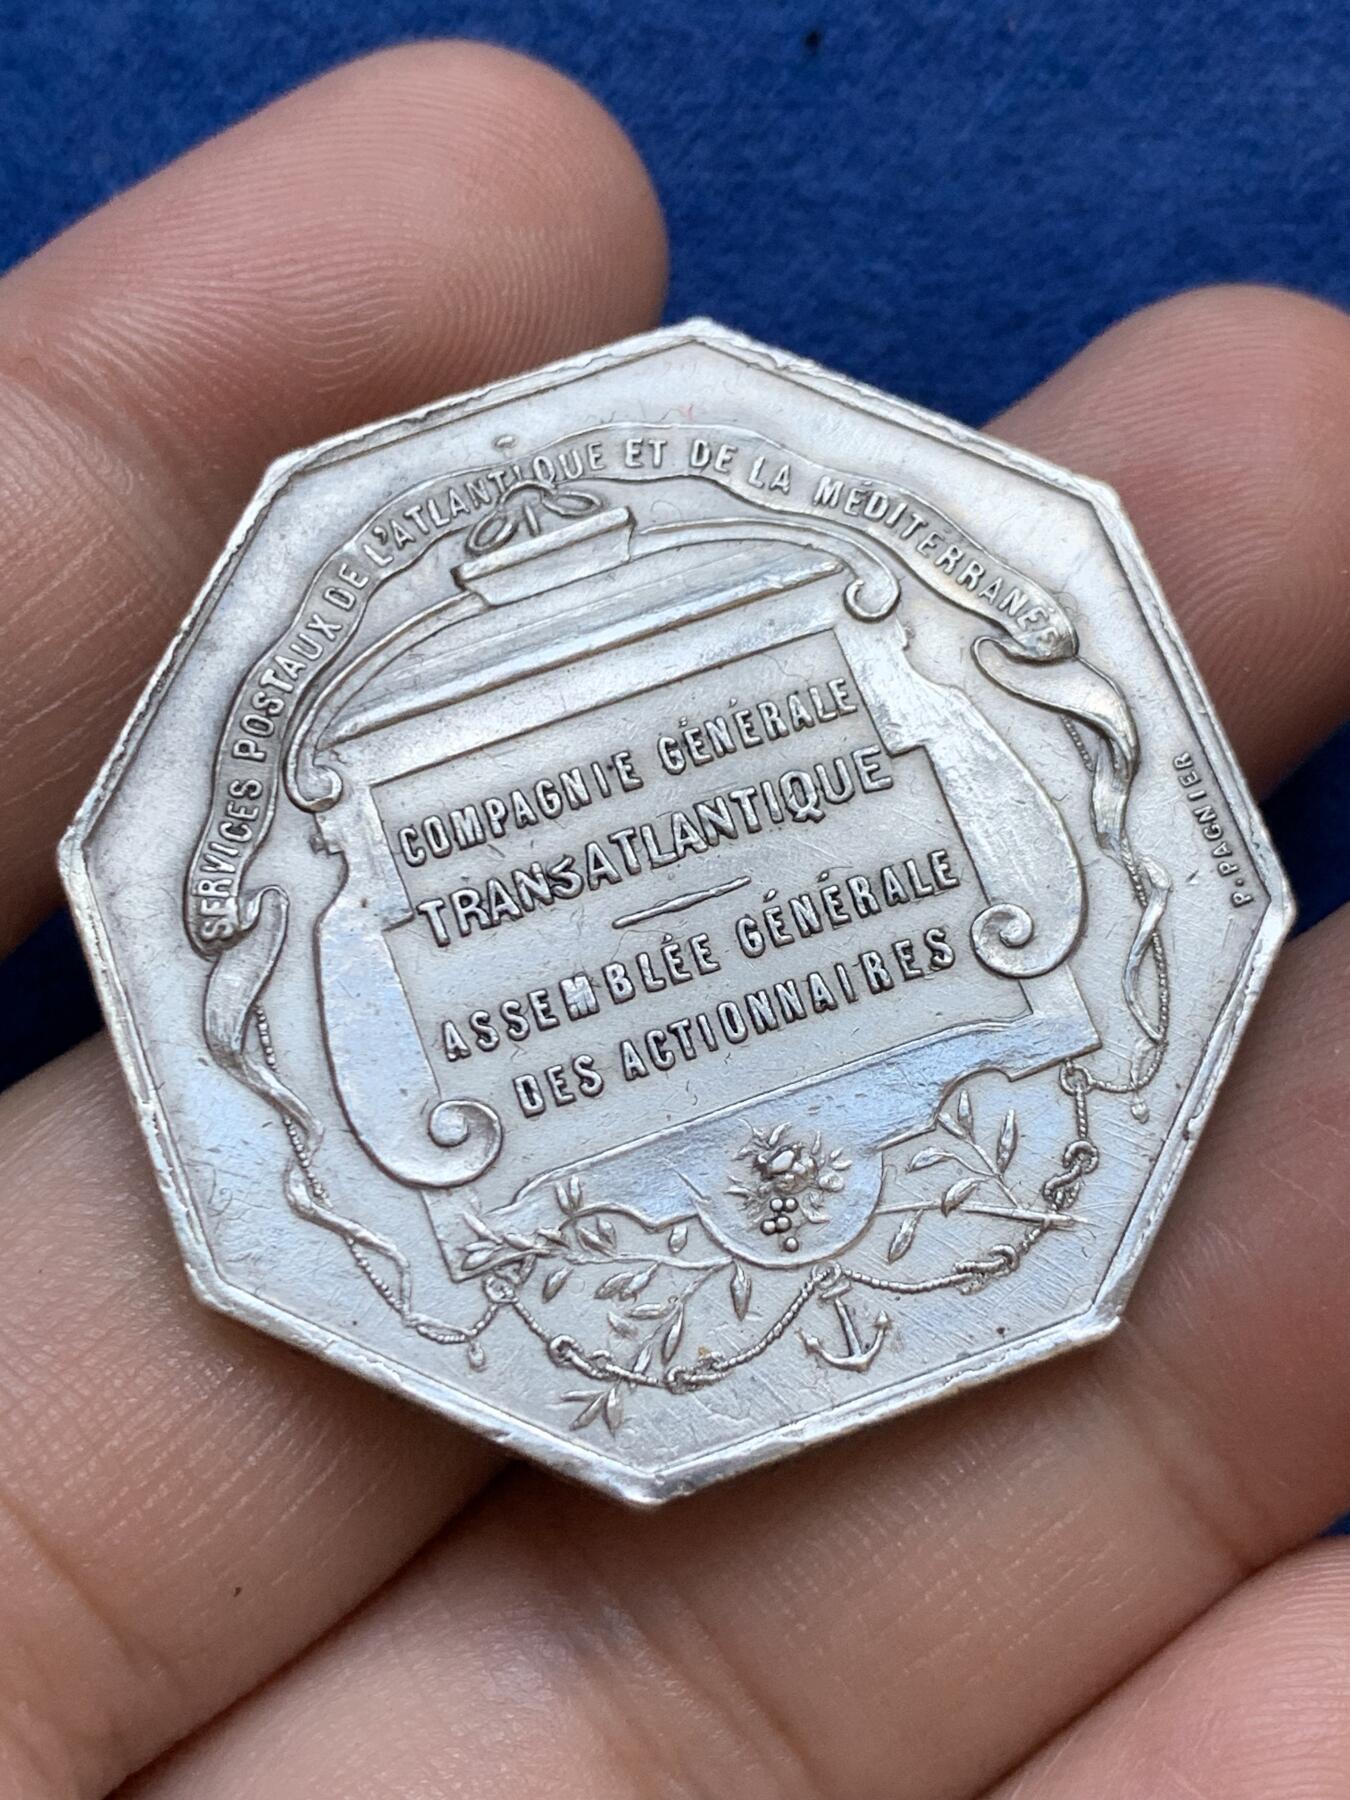 SERVICES POSTAUX DE L'ATLANTIQUE ET DE LA MÉDITERRANÉE
COMPAGNIE GÉNÉRALE
TRANSATLANTIQUE
ASSEMBLÉE GÉNÉRALE
DES ACTIONNAIRES
P. PAGNIER